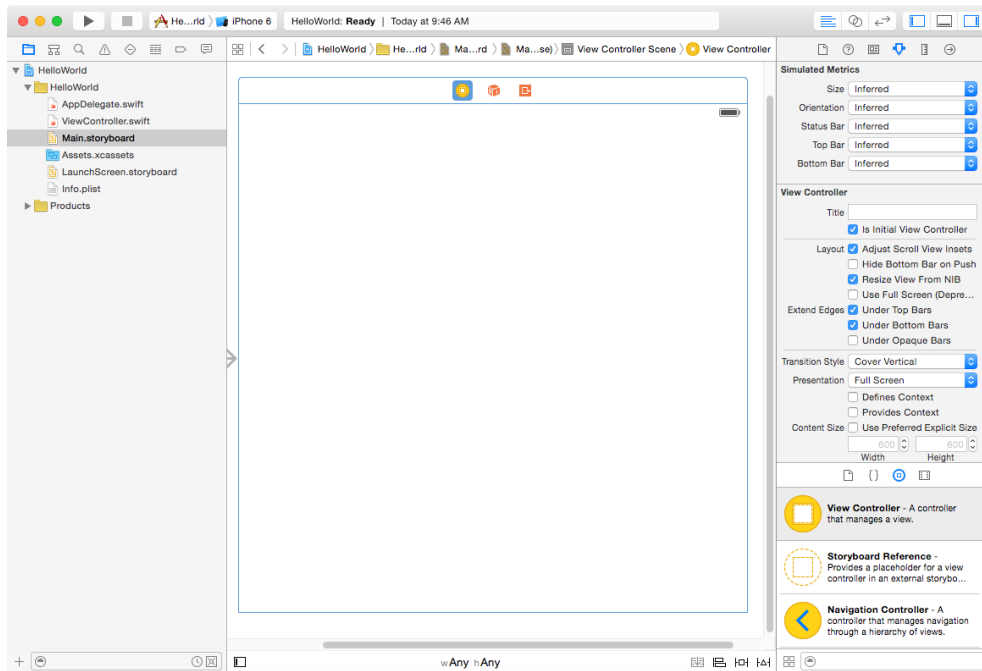 He...rld
iPhone 6
HelloWorld: Ready | Today at 9:46 AM
HelloWorld
He...rld
Ma...rd
Ma...se)
View Controller Scene
View Controller
HelloWorld
HelloWorld
AppDelegate.swift
ViewController.swift
Main.storyboard
Assets.xcassets
LaunchScreen.storyboard
Info.plist
Products
wAny hAny
Simulated Metrics
Size Inferred
Orientation Inferred
Status Bar Inferred
Top Bar Inferred
Bottom Bar Inferred
View Controller
Title
Is Initial View Controller
Layout Adjust Scroll View Insets
Hide Bottom Bar on Push
Resize View From NIB
Use Full Screen (Depre...
Extend Edges Under Top Bars
Under Bottom Bars
Under Opaque Bars
Transition Style Cover Vertical
Presentation Full Screen
Defines Context
Provides Context
Content Size Use Preferred Explicit Size
600 600
Width Height
{}
View Controller - A controller
that manages a view.
Storyboard Reference -
Provides a placeholder for a view
controller in an external storybo...
Navigation Controller - A
controller that manages navigation
through a hierarchy of views.